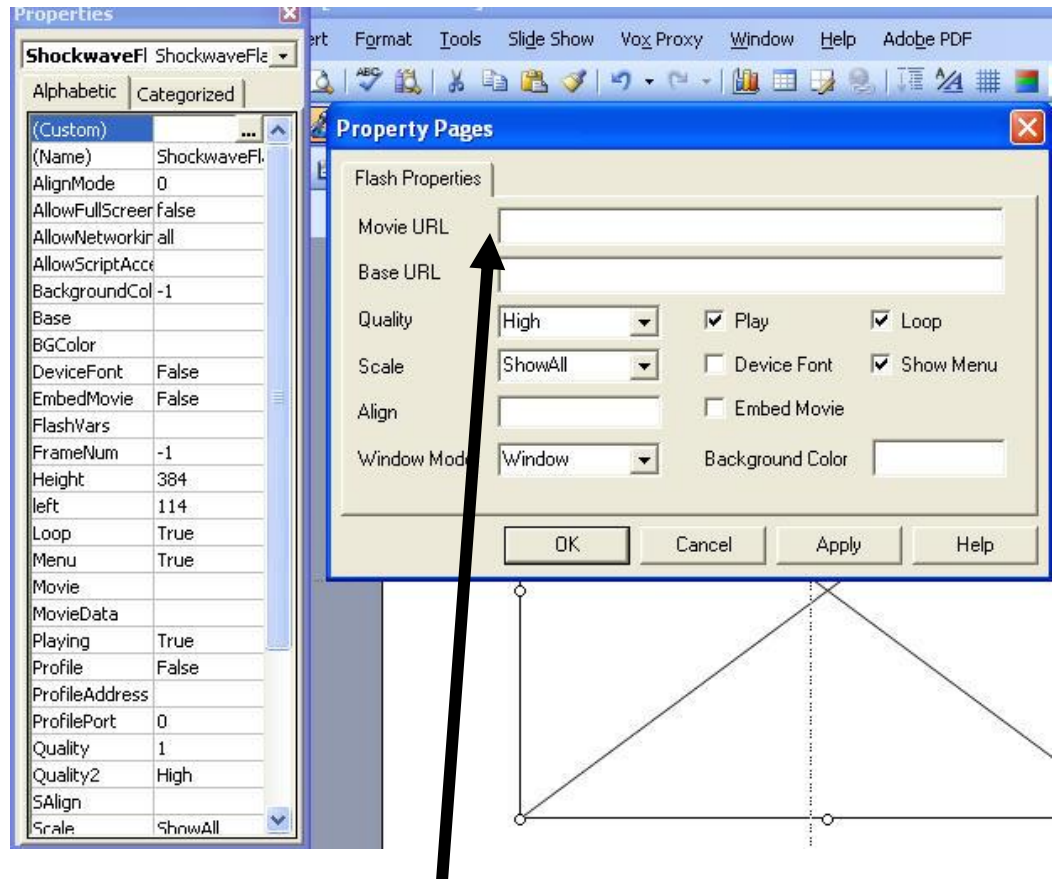 Properties
ShockwaveFl ShockwaveFla
Alphabetic Categorized
(Custom) ...
(Name) ShockwaveFl
AlignMode 0
AllowFullScreer false
AllowNetworkir all
AllowScriptAcce
BackgroundCol -1
Base
BGColor
DeviceFont False
EmbedMovie False
FlashVars
FrameNum -1
Height 384
left 114
Loop True
Menu True
Movie
MovieData
Playing True
Profile False
ProfileAddress
ProfilePort 0
Quality 1
Quality2 High
SAlign
Scale ShowAll
ert Format Tools Slide Show Vox Proxy Window Help Adobe PDF
ABC
Property Pages
Flash Properties
Movie URL
Base URL
Quality High Play Loop
Scale ShowAll Device Font Show Menu
Align Embed Movie
Window Mode Window Background Color
OK Cancel Apply Help